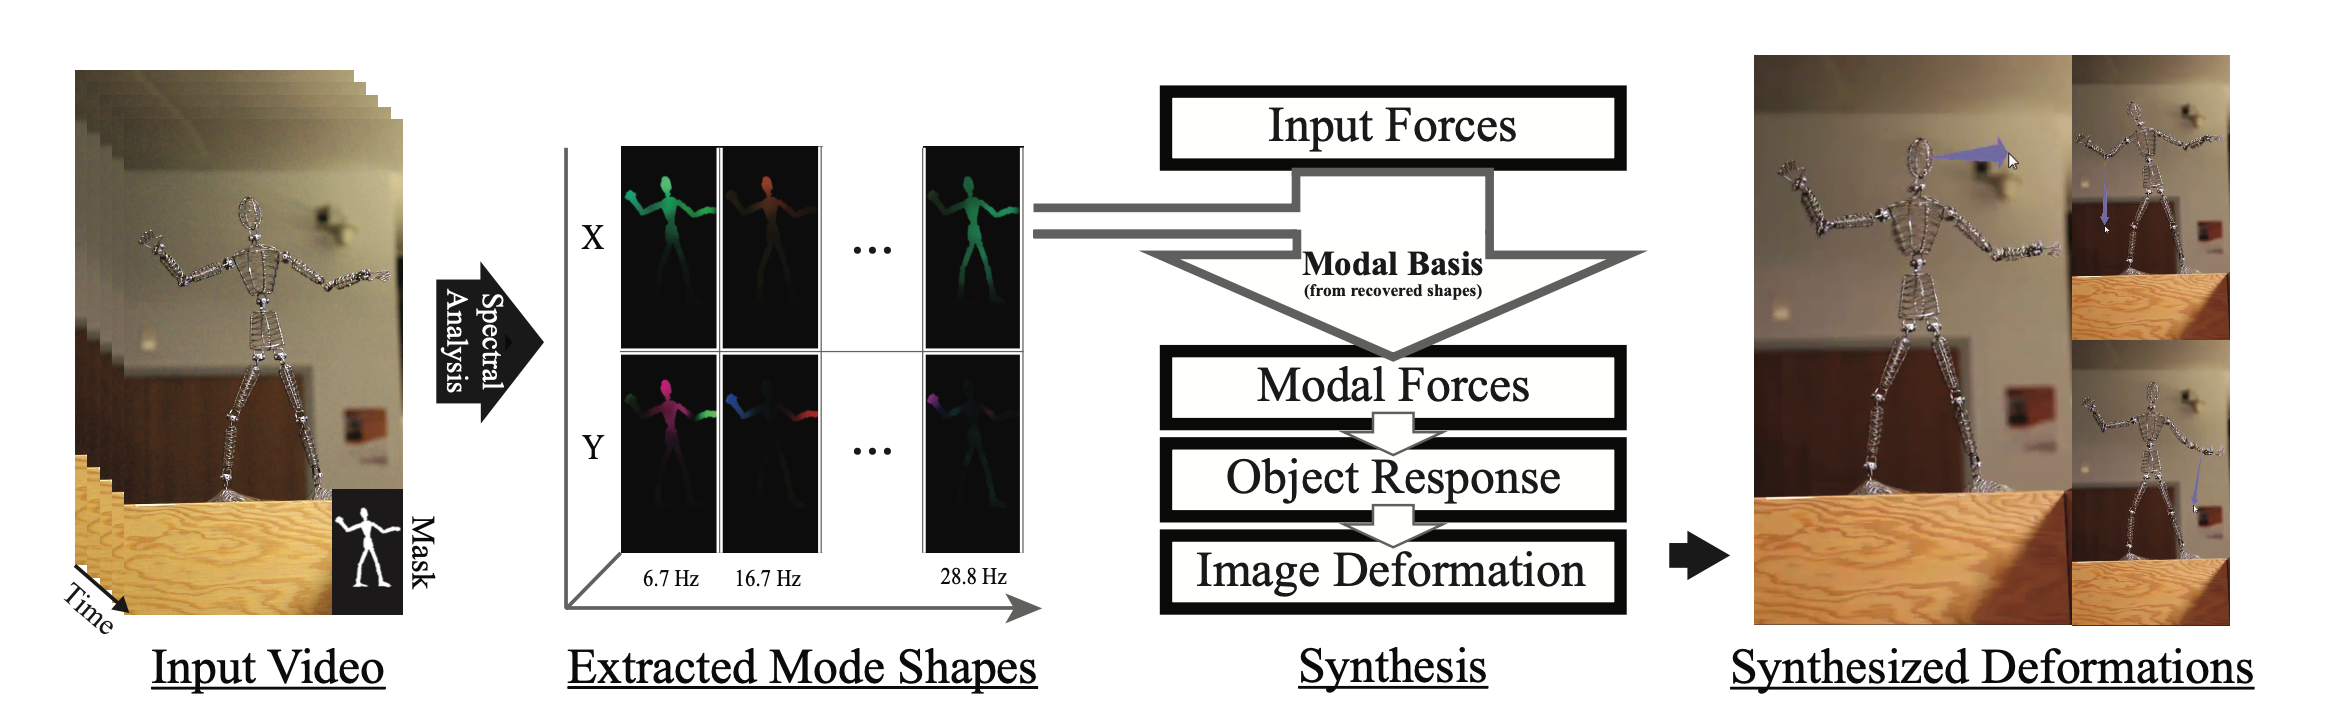 Time
Mask
Input Video
Spectral
Analysis
X
Y
...
...
6.7 Hz
16.7 Hz
28.8 Hz
Extracted Mode Shapes
Input Forces
Modal Basis
(from recovered shapes)
Modal Forces
Object Response
Image Deformation
Synthesis
Synthesized Deformations